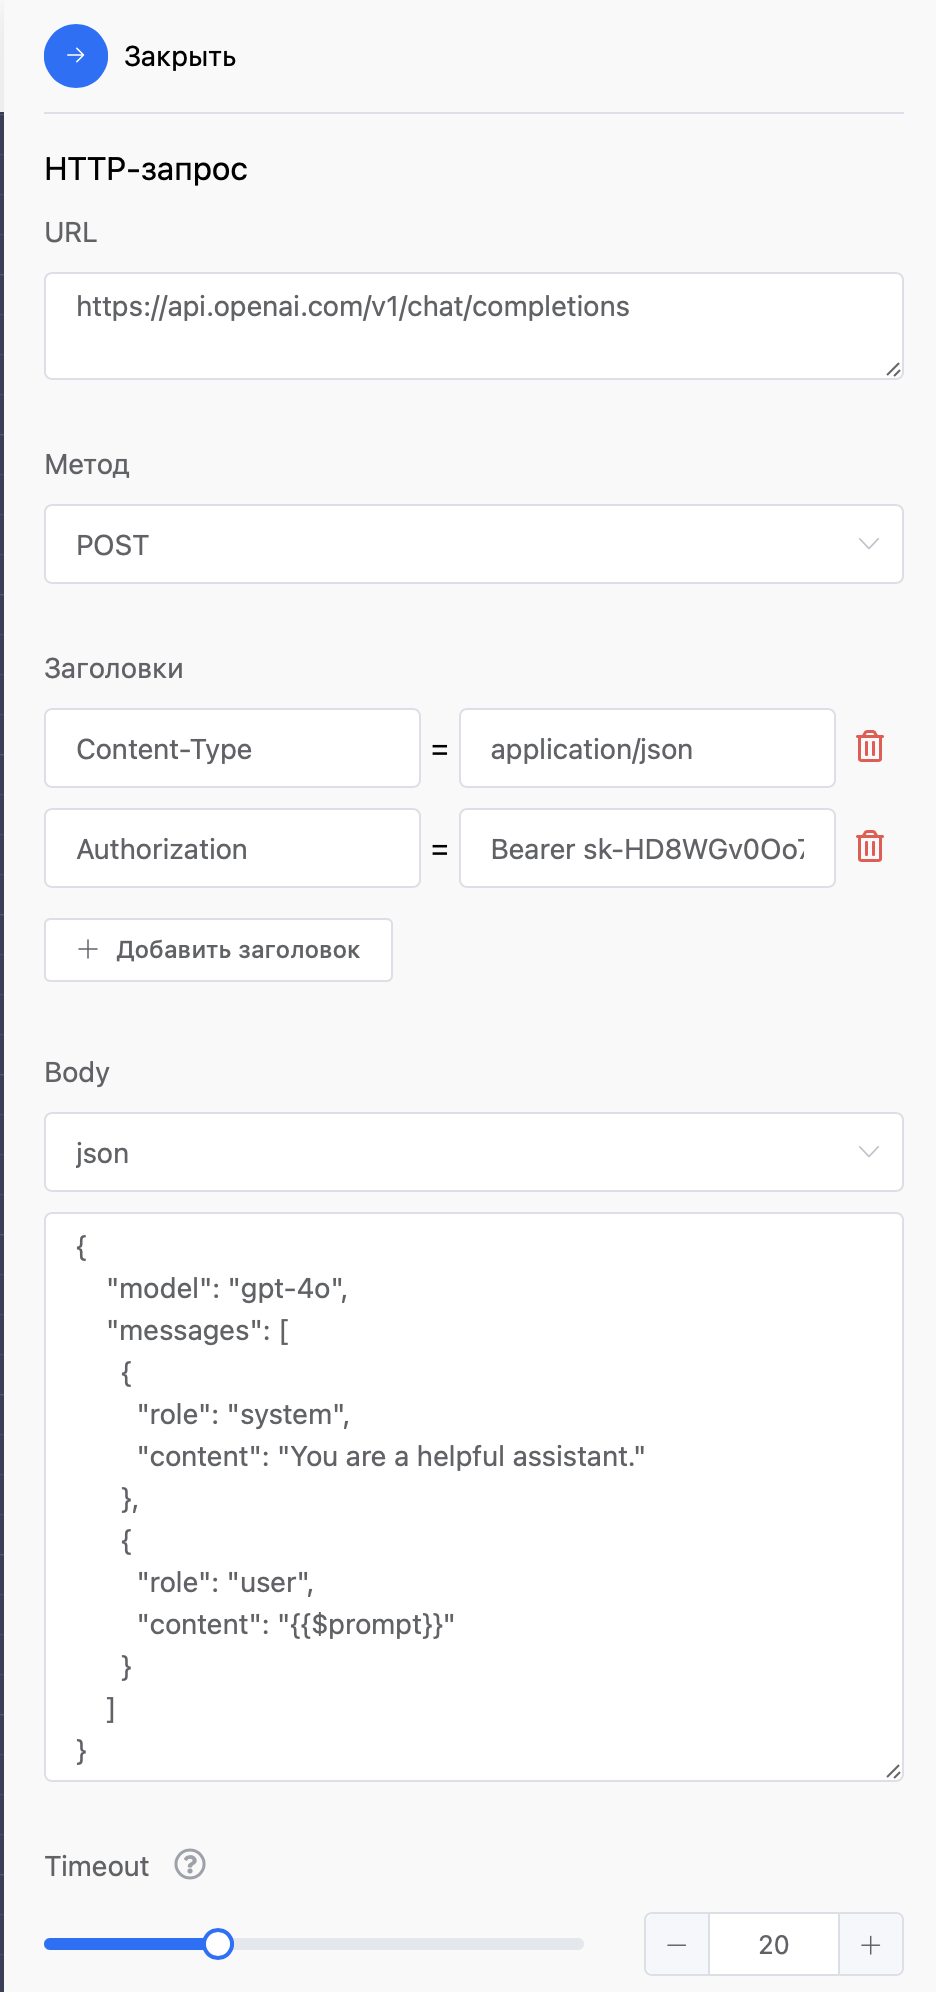 Закрыть
HTTP-запрос
URL
https://api.openai.com/v1/chat/completions
Метод
POST
Заголовки
Content-Type = application/json
Authorization = Bearer sk-HD8WGv0Oo7
+ Добавить заголовок
Body
json
{
"model": "gpt-4o",
"messages": [
{
"role": "system",
"content": "You are a helpful assistant."
},
{
"role": "user",
"content": "{{$prompt}}"
}
]
}
Timeout ?
− 20 +